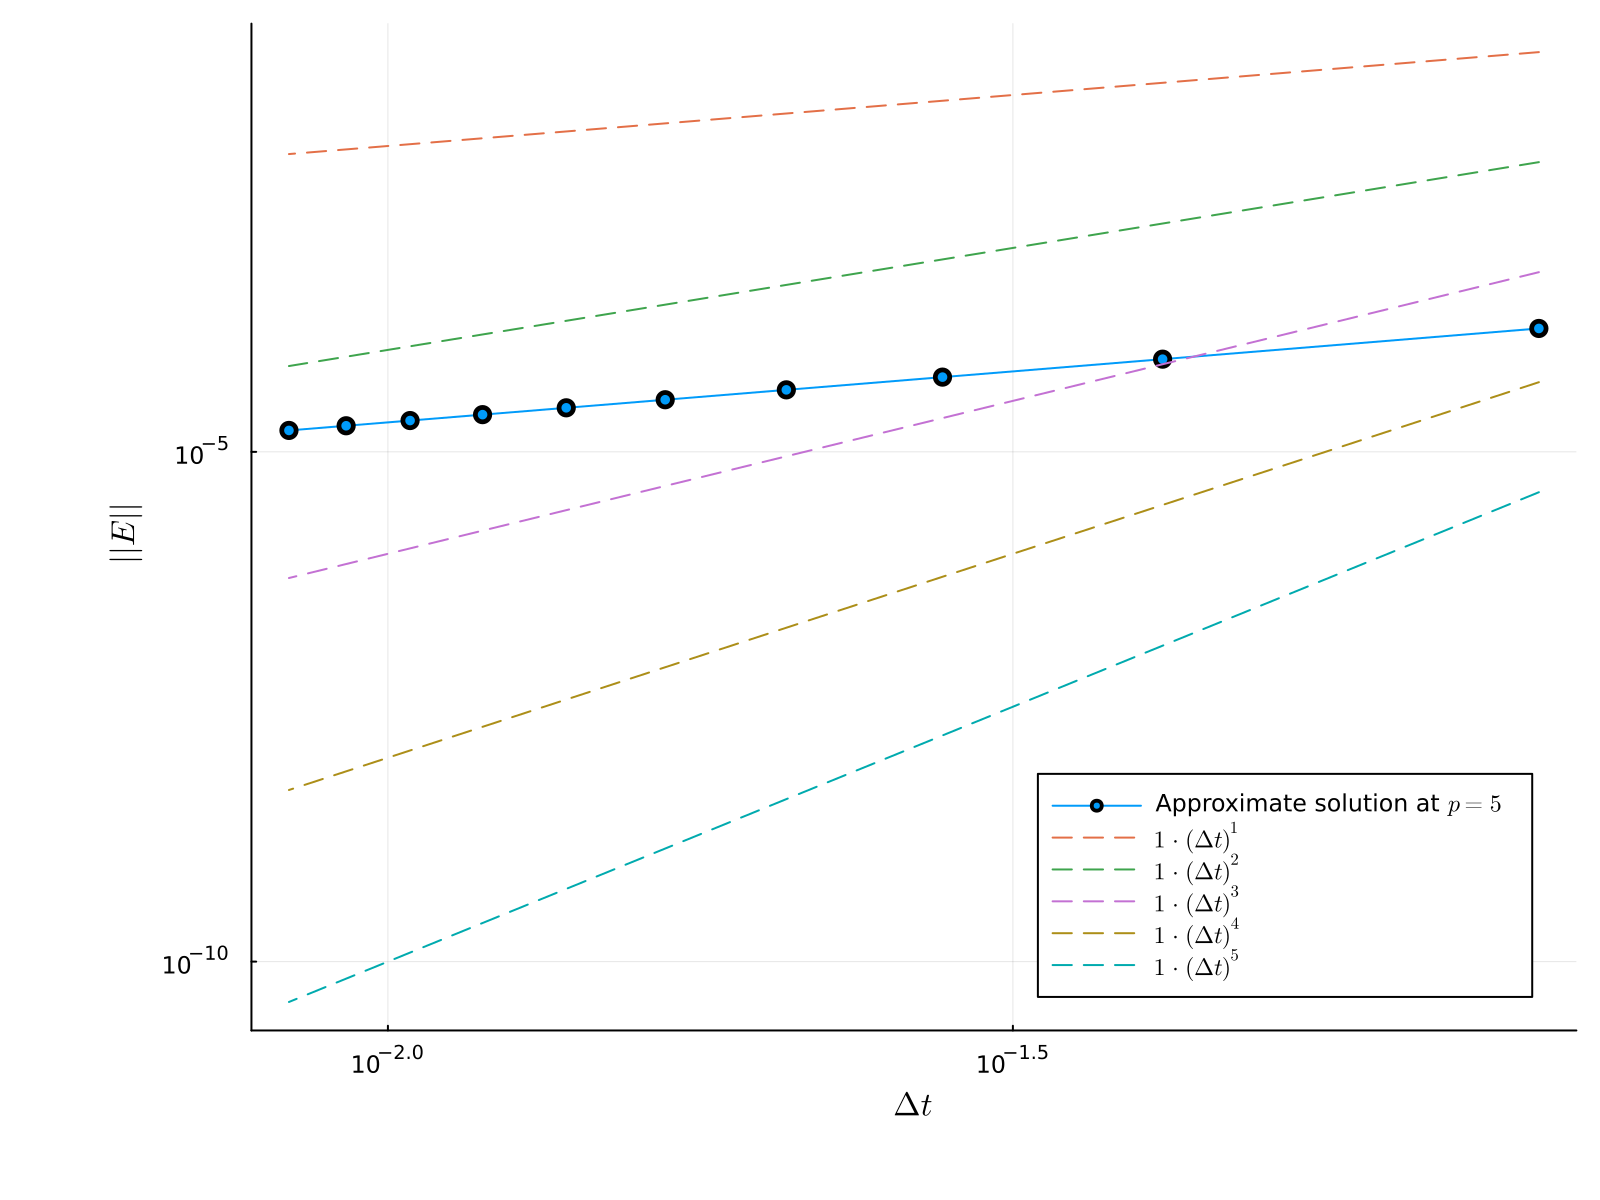 ||E||
10⁻⁵
10⁻¹⁰
Approximate solution at p = 5
1 · (Δt)¹
1 · (Δt)²
1 · (Δt)³
1 · (Δt)⁴
1 · (Δt)⁵
10⁻²·⁰
10⁻¹·⁵
Δt